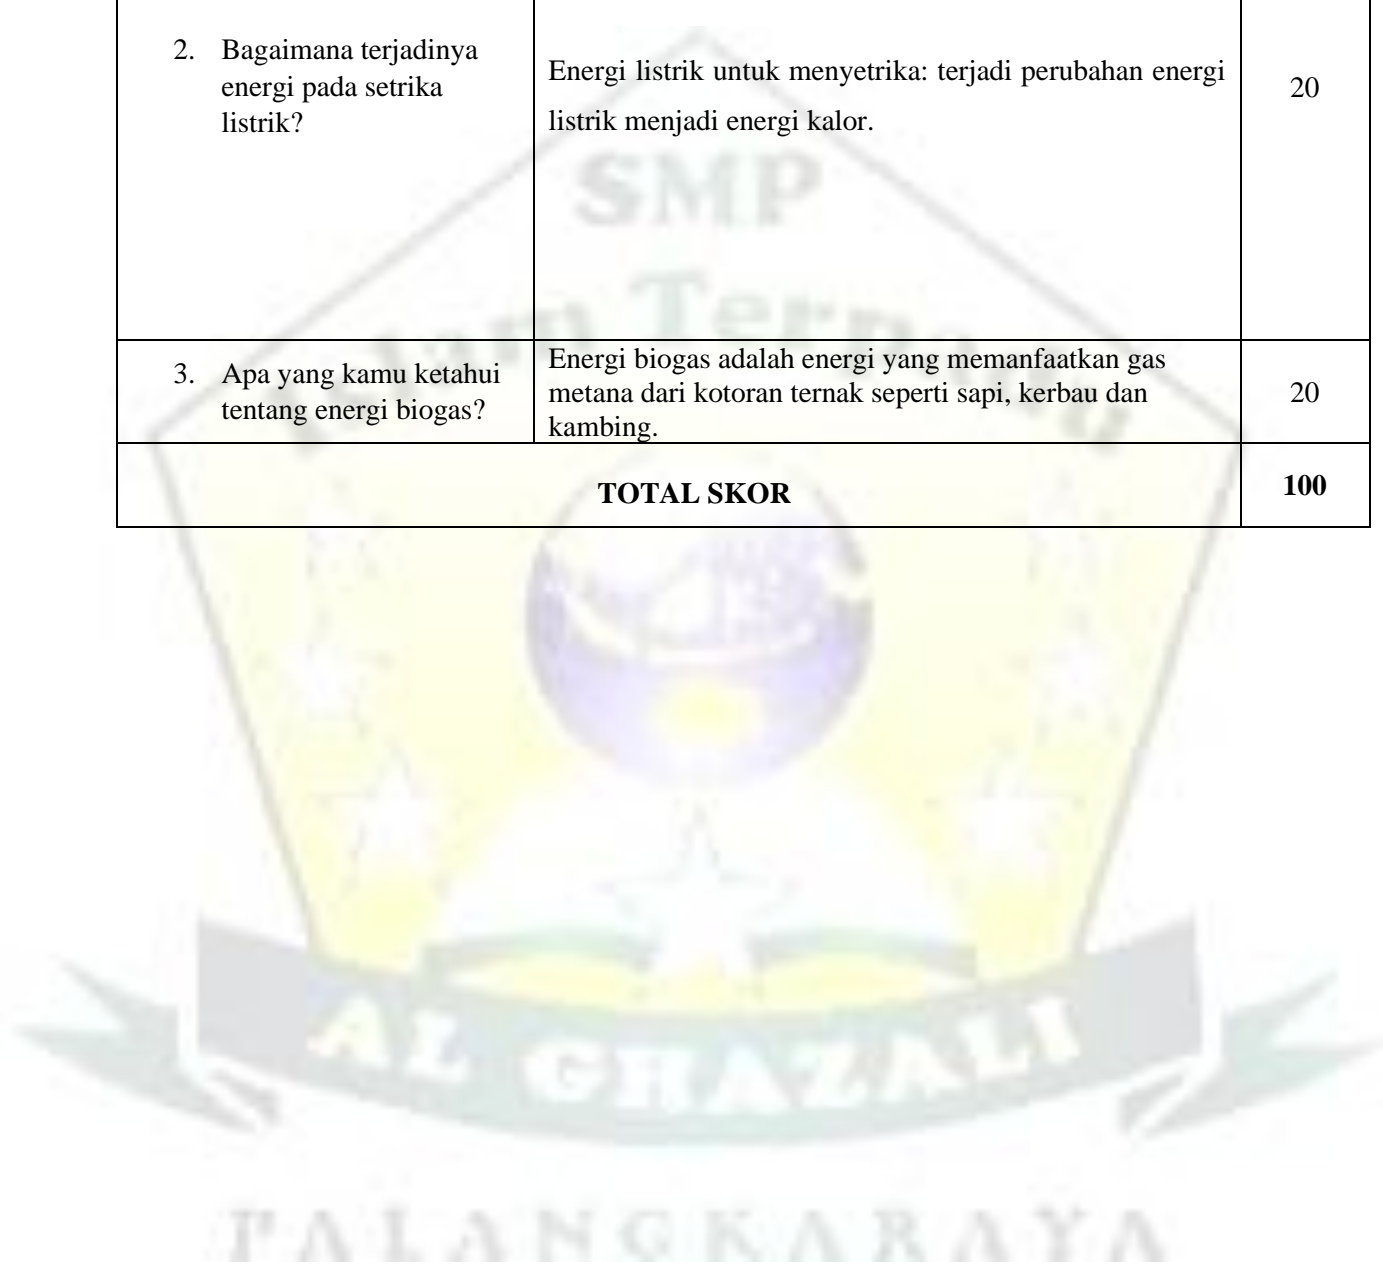 2. Bagaimana terjadinya
energi pada setrika
listrik?
Energi listrik untuk menyetrika: terjadi perubahan energi
listrik menjadi energi kalor.
20
3. Apa yang kamu ketahui
tentang energi biogas?
Energi biogas adalah energi yang memanfaatkan gas
metana dari kotoran ternak seperti sapi, kerbau dan
kambing.
20
TOTAL SKOR
100
SMP
Islam Terpadu
AL GHAZALI
PALANGKARAYA